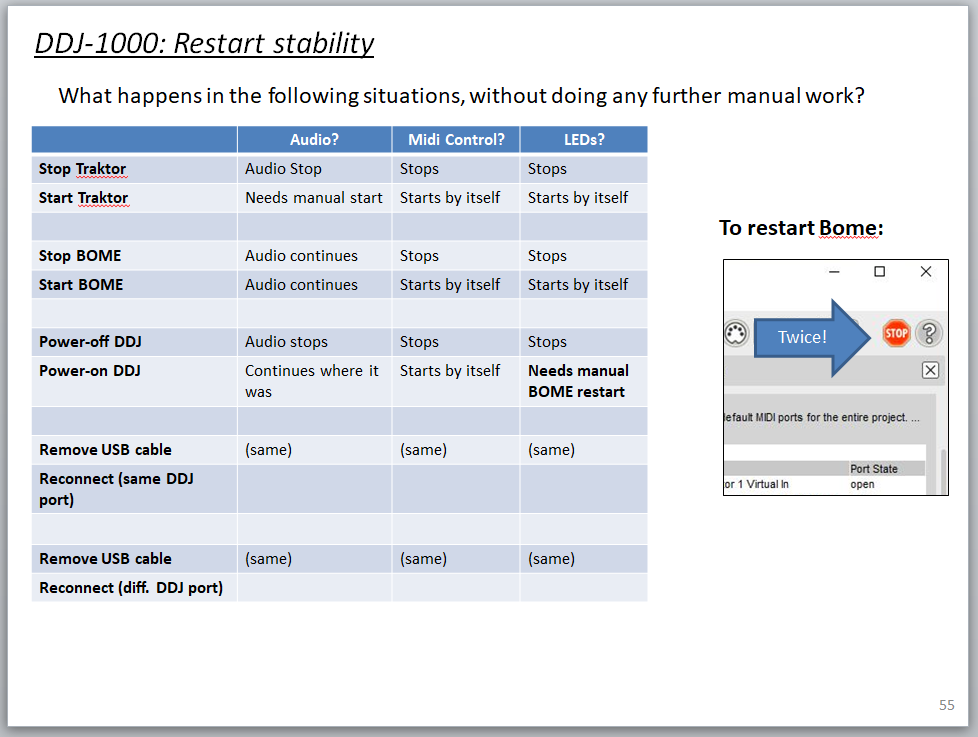 DDJ-1000: Restart stability
What happens in the following situations, without doing any further manual work?
Audio? Midi Control? LEDs?
Stop Traktor Audio Stop Stops Stops
Start Traktor Needs manual start Starts by itself Starts by itself
Stop BOME Audio continues Stops Stops
Start BOME Audio continues Starts by itself Starts by itself
Power-off DDJ Audio stops Stops Stops
Power-on DDJ Continues where it Starts by itself Needs manual
was BOME restart
Remove USB cable (same) (same) (same)
Reconnect (same DDJ
port)
Remove USB cable (same) (same) (same)
Reconnect (diff. DDJ port)
To restart Bome:
Twice!
STOP
?
efault MIDI ports for the entire project. ...
Port State
or 1 Virtual In open
55